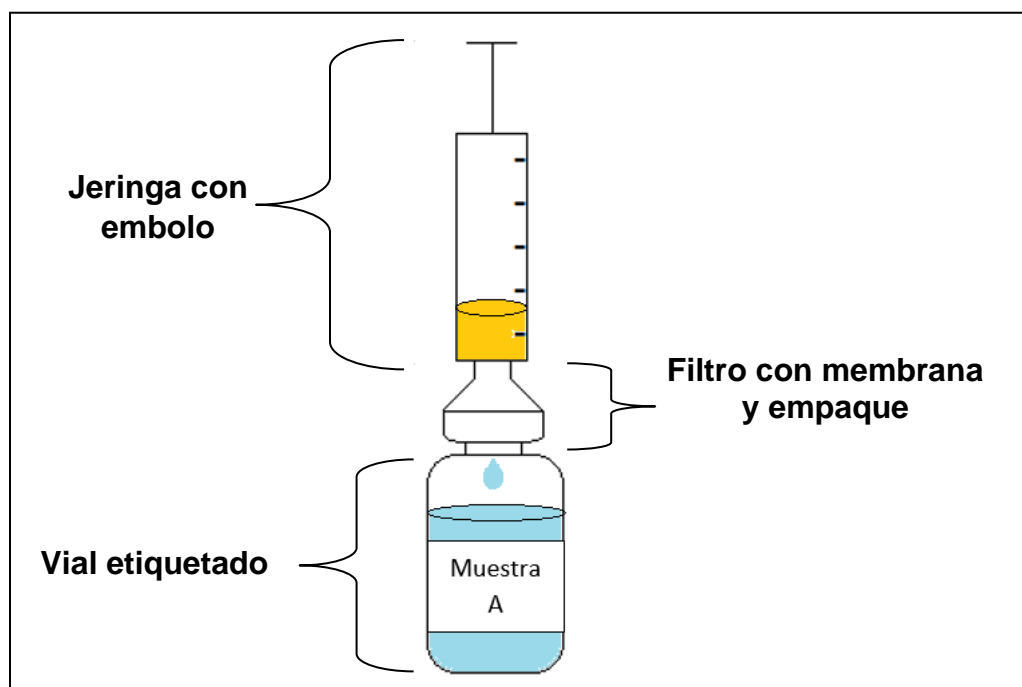 Jeringa con
embolo
Filtro con membrana
y empaque
Vial etiquetado
Muestra
A